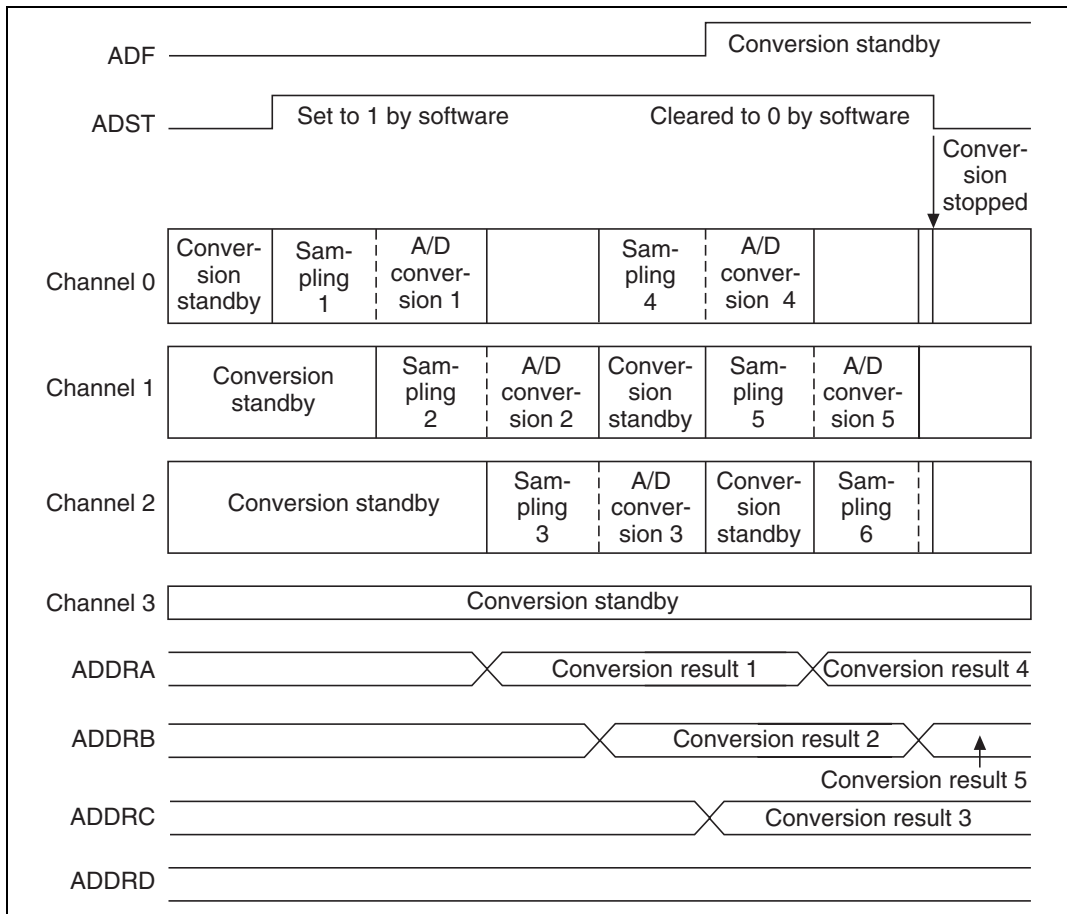 ADF
Conversion standby
ADST
Set to 1 by software
Cleared to 0 by software
Conver-
sion
stopped
Channel 0
Conver-
sion
standby
Sam-
pling
1
A/D
conver-
sion 1
Sam-
pling
4
A/D
conver-
sion 4
Channel 1
Conversion
standby
Sam-
pling
2
A/D
conver-
sion 2
Conver-
sion
standby
Sam-
pling
5
A/D
conver-
sion 5
Channel 2
Conversion standby
Sam-
pling
3
A/D
conver-
sion 3
Conver-
sion
standby
Sam-
pling
6
Channel 3
Conversion standby
ADDRA
Conversion result 1
Conversion result 4
ADDRB
Conversion result 2
Conversion result 5
ADDRC
Conversion result 3
ADDRD